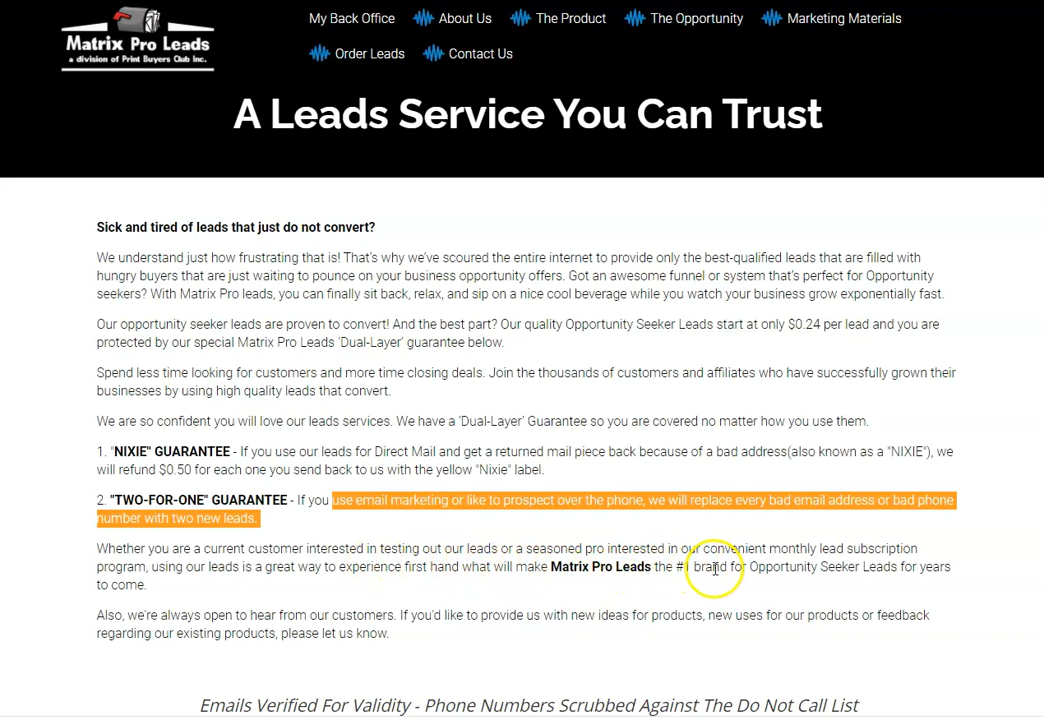 My Back Office About Us The Product The Opportunity Marketing Materials
Matrix Pro Leads
a division of Print Buyers Club Inc.
Order Leads Contact Us
A Leads Service You Can Trust
Sick and tired of leads that just do not convert?
We understand just how frustrating that is! That's why we've scoured the entire internet to provide only the best-qualified leads that are filled with
hungry buyers that are just waiting to pounce on your business opportunity offers. Got an awesome funnel or system that's perfect for Opportunity
seekers? With Matrix Pro leads, you can finally sit back, relax, and sip on a nice cool beverage while you watch your business grow exponentially fast.
Our opportunity seeker leads are proven to convert! And the best part? Our quality Opportunity Seeker Leads start at only $0.24 per lead and you are
protected by our special Matrix Pro Leads 'Dual-Layer' guarantee below.
Spend less time looking for customers and more time closing deals. Join the thousands of customers and affiliates who have successfully grown their
businesses by using high quality leads that convert.
We are so confident you will love our leads services. We have a 'Dual-Layer' Guarantee so you are covered no matter how you use them.
1. "NIXIE" GUARANTEE - If you use our leads for Direct Mail and get a returned mail piece back because of a bad address(also known as a "NIXIE"), we
will refund $0.50 for each one you send back to us with the yellow "Nixie" label.
2. "TWO-FOR-ONE" GUARANTEE - If you use email marketing or like to prospect over the phone, we will replace every bad email address or bad phone
number with two new leads.
Whether you are a current customer interested in testing out our leads or a seasoned pro interested in our convenient monthly lead subscription
program, using our leads is a great way to experience first hand what will make Matrix Pro Leads the #1 brand for Opportunity Seeker Leads for years
to come.
Also, we're always open to hear from our customers. If you'd like to provide us with new ideas for products, new uses for our products or feedback
regarding our existing products, please let us know.
Emails Verified For Validity - Phone Numbers Scrubbed Against The Do Not Call List